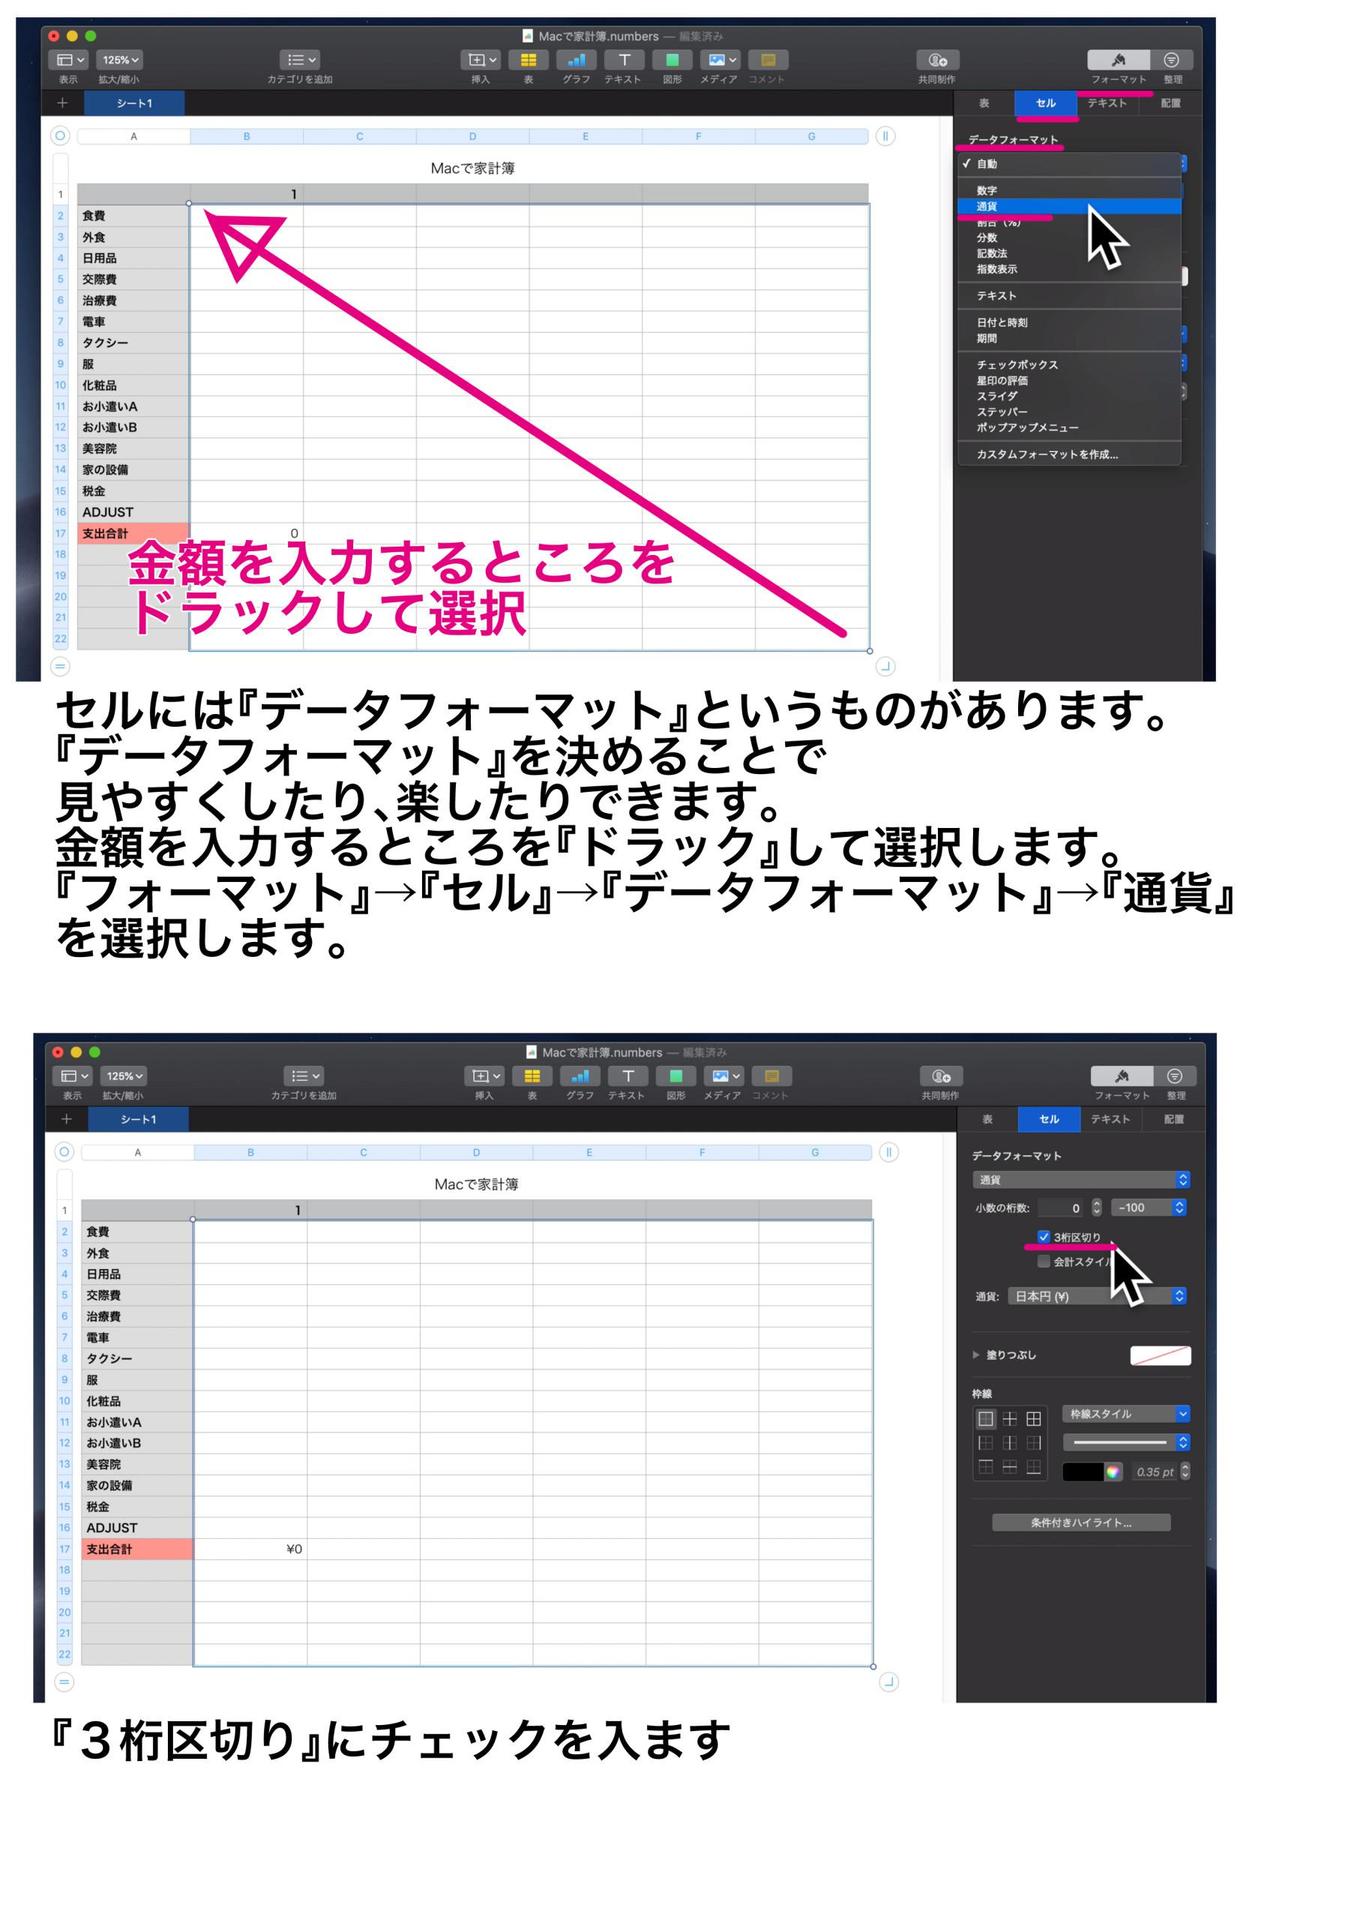 Macで家計簿.numbers — 編集済み
125%
表示 拡大/縮小 カテゴリを追加 挿入 表 グラフ テキスト 図形 メディア コメント 共同制作 フォーマット 整理
シート1
表 セル テキスト 配置
A B C D E F G
Macで家計簿
1 1
2 食費
3 外食
4 日用品
5 交際費
6 治療費
7 電車
8 タクシー
9 服
10 化粧品
11 お小遣いA
12 お小遣いB
13 美容院
14 家の設備
15 税金
16 ADJUST
17 支出合計 0
18
19
20
21
22
金額を入力するところを
ドラックして選択
データフォーマット
✓ 自動
数字
通貨
割合 (%)
分数
記数法
指数表示
テキスト
日付と時刻
期間
チェックボックス
星印の評価
スライダ
ステッパー
ポップアップメニュー
カスタムフォーマットを作成...
セルには『データフォーマット』というものがあります。
『データフォーマット』を決めることで
見やすくしたり、楽したりできます。
金額を入力するところを『ドラック』して選択します。
『フォーマット』→『セル』→『データフォーマット』→『通貨』
を選択します。
Macで家計簿.numbers — 編集済み
125%
表示 拡大/縮小 カテゴリを追加 挿入 表 グラフ テキスト 図形 メディア コメント 共同制作 フォーマット 整理
シート1
表 セル テキスト 配置
A B C D E F G
Macで家計簿
1 1
2 食費
3 外食
4 日用品
5 交際費
6 治療費
7 電車
8 タクシー
9 服
10 化粧品
11 お小遣いA
12 お小遣いB
13 美容院
14 家の設備
15 税金
16 ADJUST
17 支出合計 ¥0
18
19
20
21
22
データフォーマット
通貨
小数の桁数: 0 -100
3桁区切り
会計スタイル
通貨: 日本円 (¥)
塗りつぶし
枠線
枠線スタイル
0.35 pt
条件付きハイライト...
『３桁区切り』にチェックを入ます